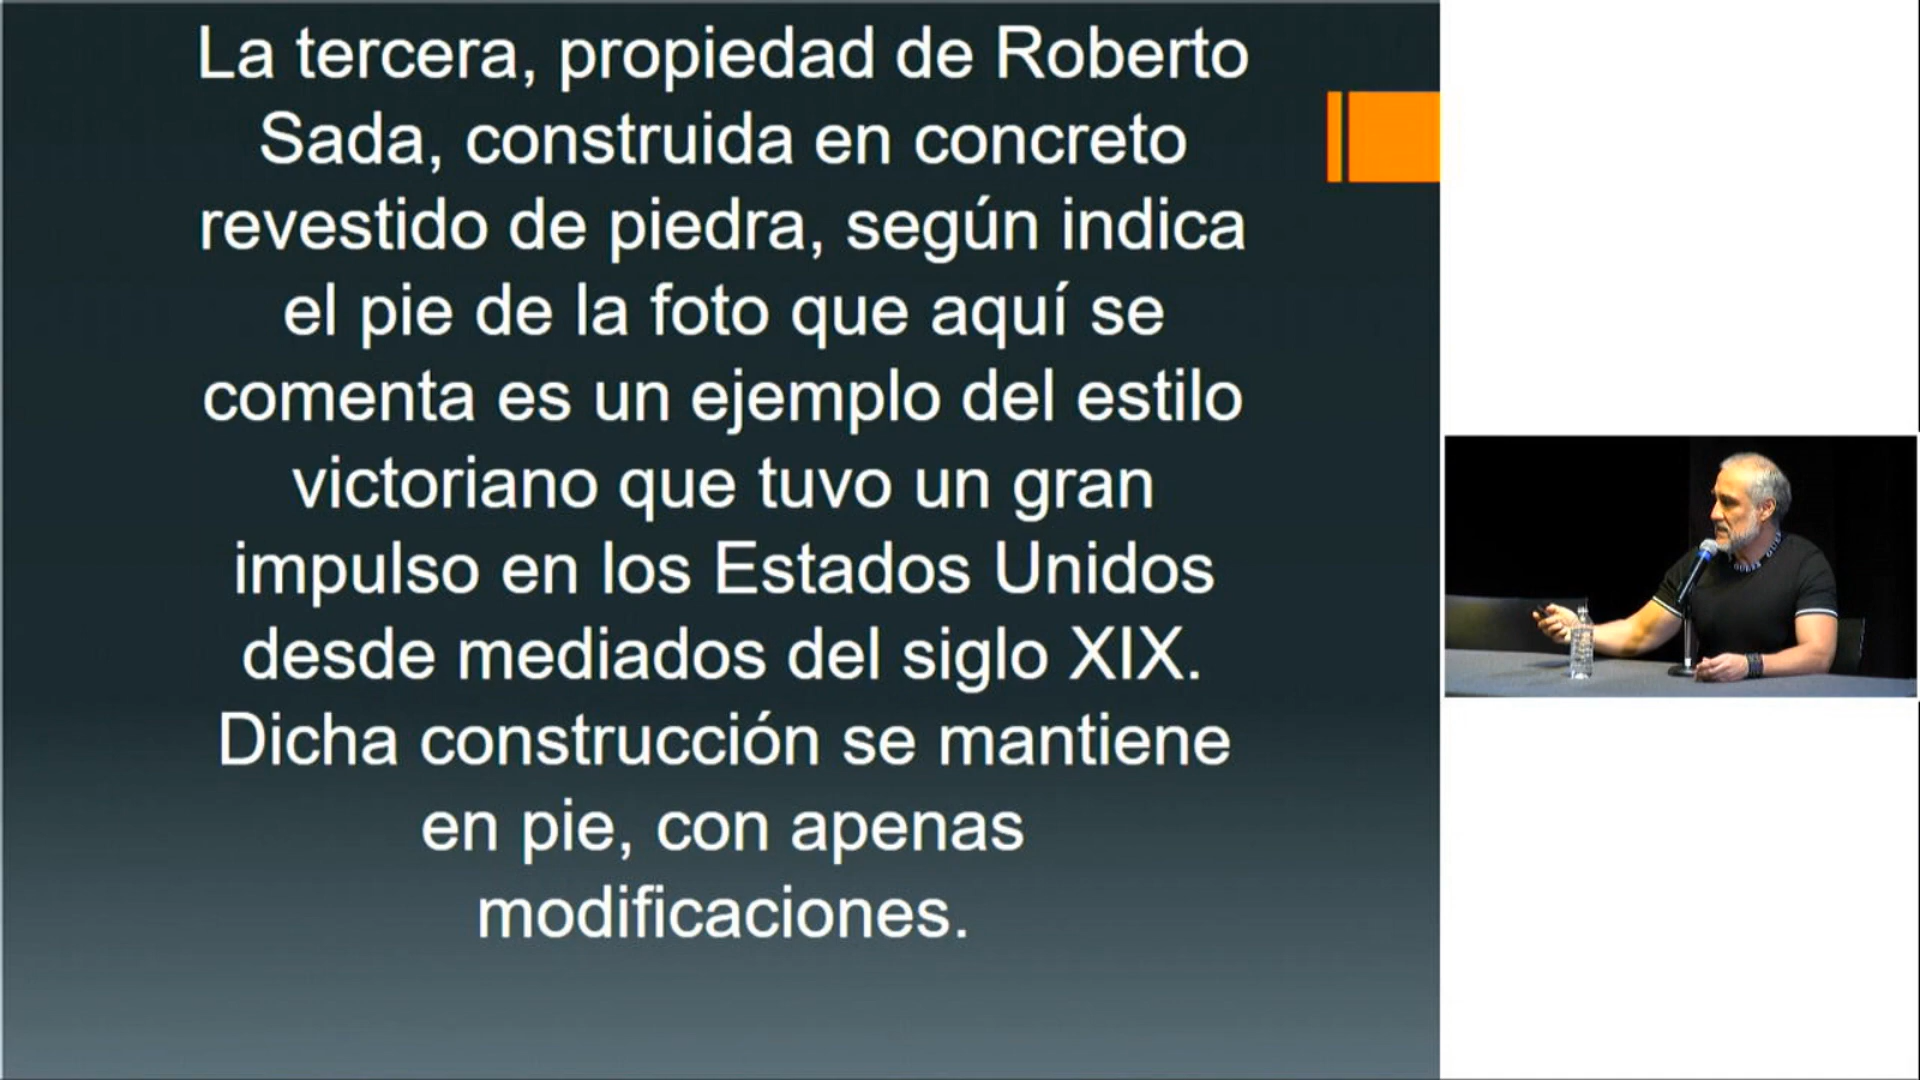 La tercera, propiedad de Roberto
Sada, construida en concreto
revestido de piedra, según indica
el pie de la foto que aquí se
comenta es un ejemplo del estilo
victoriano que tuvo un gran
impulso en los Estados Unidos
desde mediados del siglo XIX.
Dicha construcción se mantiene
en pie, con apenas
modificaciones.